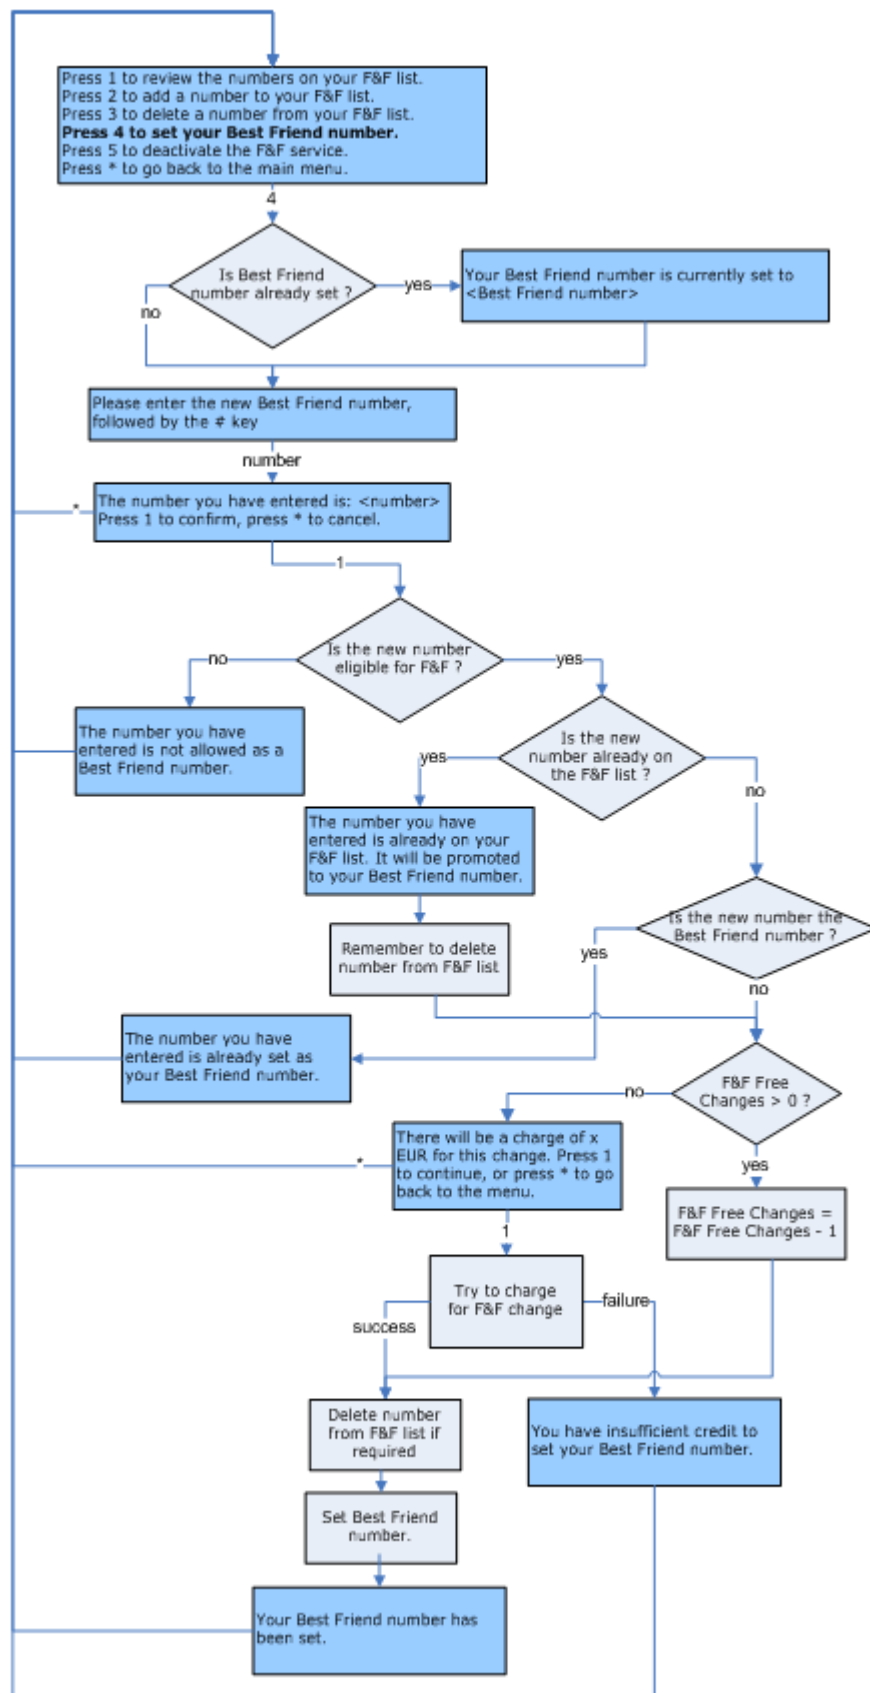 Press 1 to review the numbers on your F&F list.
Press 2 to add a number to your F&F list.
Press 3 to delete a number from your F&F list.
Press 4 to set your Best Friend number.
Press 5 to deactivate the F&F service.
Press * to go back to the main menu.
4
Is Best Friend
number already set ?
yes
Your Best Friend number is currently set to
<Best Friend number>
no
Please enter the new Best Friend number,
followed by the # key
number
*
The number you have entered is: <number>
Press 1 to confirm, press * to cancel.
1
Is the new number
eligible for F&F ?
no
yes
The number you have
entered is not allowed as a
Best Friend number.
Is the new
number already on
the F&F list ?
yes
no
The number you have
entered is already on your
F&F list. It will be promoted
to your Best Friend number.
Is the new number the
Best Friend number ?
Remember to delete
number from F&F list
yes
no
The number you have
entered is already set as
your Best Friend number.
F&F Free
Changes > 0 ?
no
yes
There will be a charge of x
EUR for this change. Press 1
to continue, or press * to go
back to the menu.
*
F&F Free Changes =
F&F Free Changes - 1
1
Try to charge
for F&F change
success
failure
Delete number
from F&F list if
required
You have insufficient credit to
set your Best Friend number.
Set Best Friend
number.
Your Best Friend number has
been set.